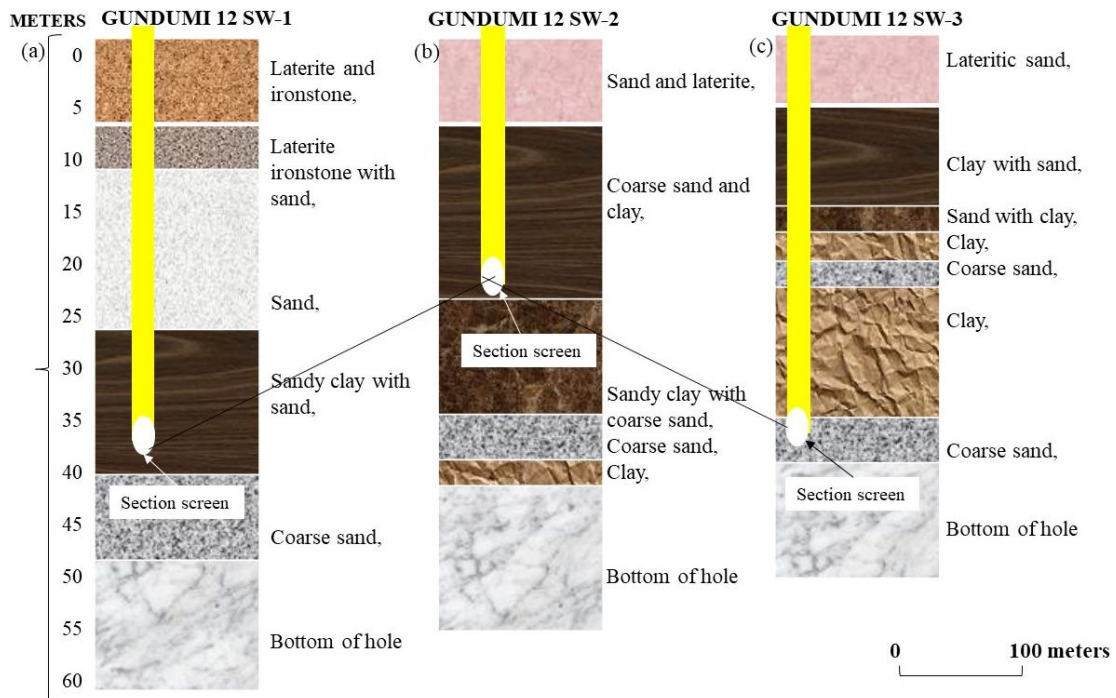 METERS
GUNDUMI 12 SW-1
GUNDUMI 12 SW-2
GUNDUMI 12 SW-3
(a)
0
5
10
15
20
25
30
35
40
45
50
55
60
Laterite and
ironstone,
Laterite
ironstone with
sand,
Sand,
Sandy clay with
sand,
Section screen
Coarse sand,
Bottom of hole
(b)
Sand and laterite,
Coarse sand and
clay,
Section screen
Sandy clay with
coarse sand,
Coarse sand,
Clay,
Bottom of hole
(c)
Lateritic sand,
Clay with sand,
Sand with clay,
Clay,
Coarse sand,
Clay,
Coarse sand,
Section screen
Bottom of hole
0 100 meters